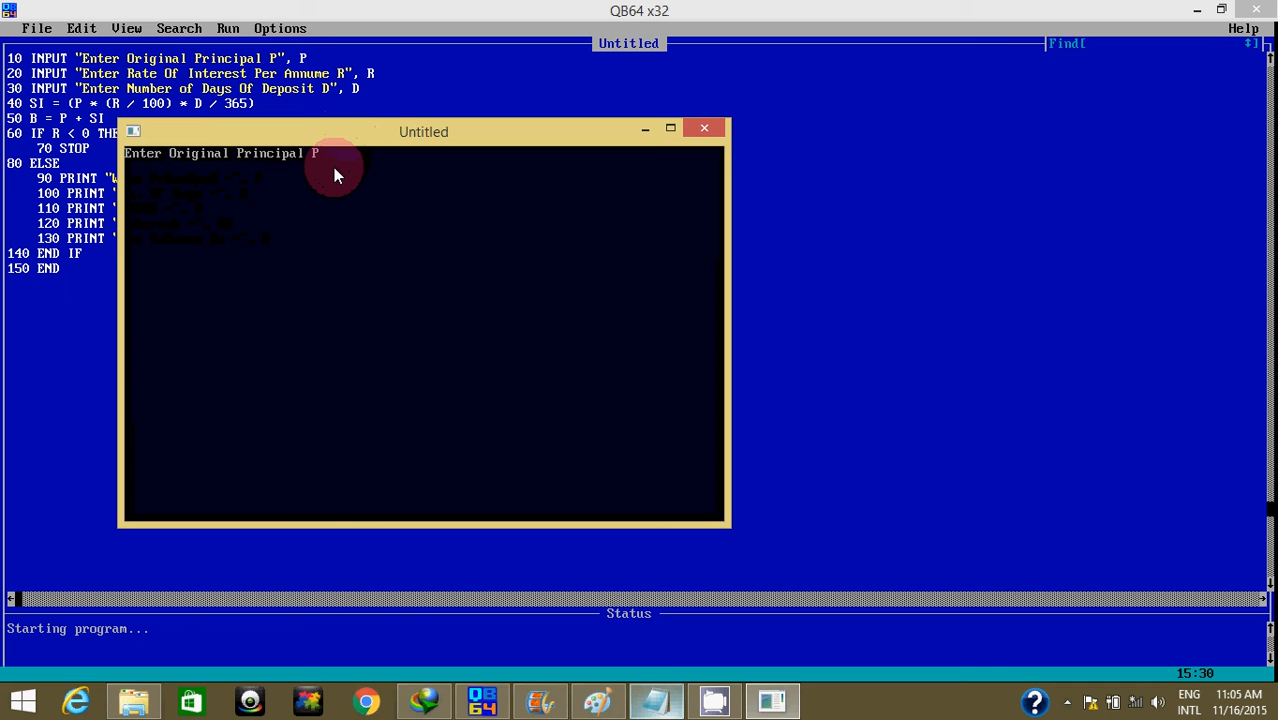 QB64 x32
File Edit View Search Run Options Help
Untitled
Find[
10 INPUT "Enter Original Principal P", P
20 INPUT "Enter Rate Of Interest Per Annume R", R
30 INPUT "Enter Number of Days Of Deposit D", D
40 SI = (P * (R / 100) * D / 365)
50 B = P + SI
60 IF R < 0 THE
70 STOP
80 ELSE
90 PRINT "W
100 PRINT "
110 PRINT "
120 PRINT "
130 PRINT "
140 END IF
150 END
Untitled
Enter Original Principal P
Status
Starting program...
15:30
QB64
ENG
INTL
11:05 AM
11/16/2015